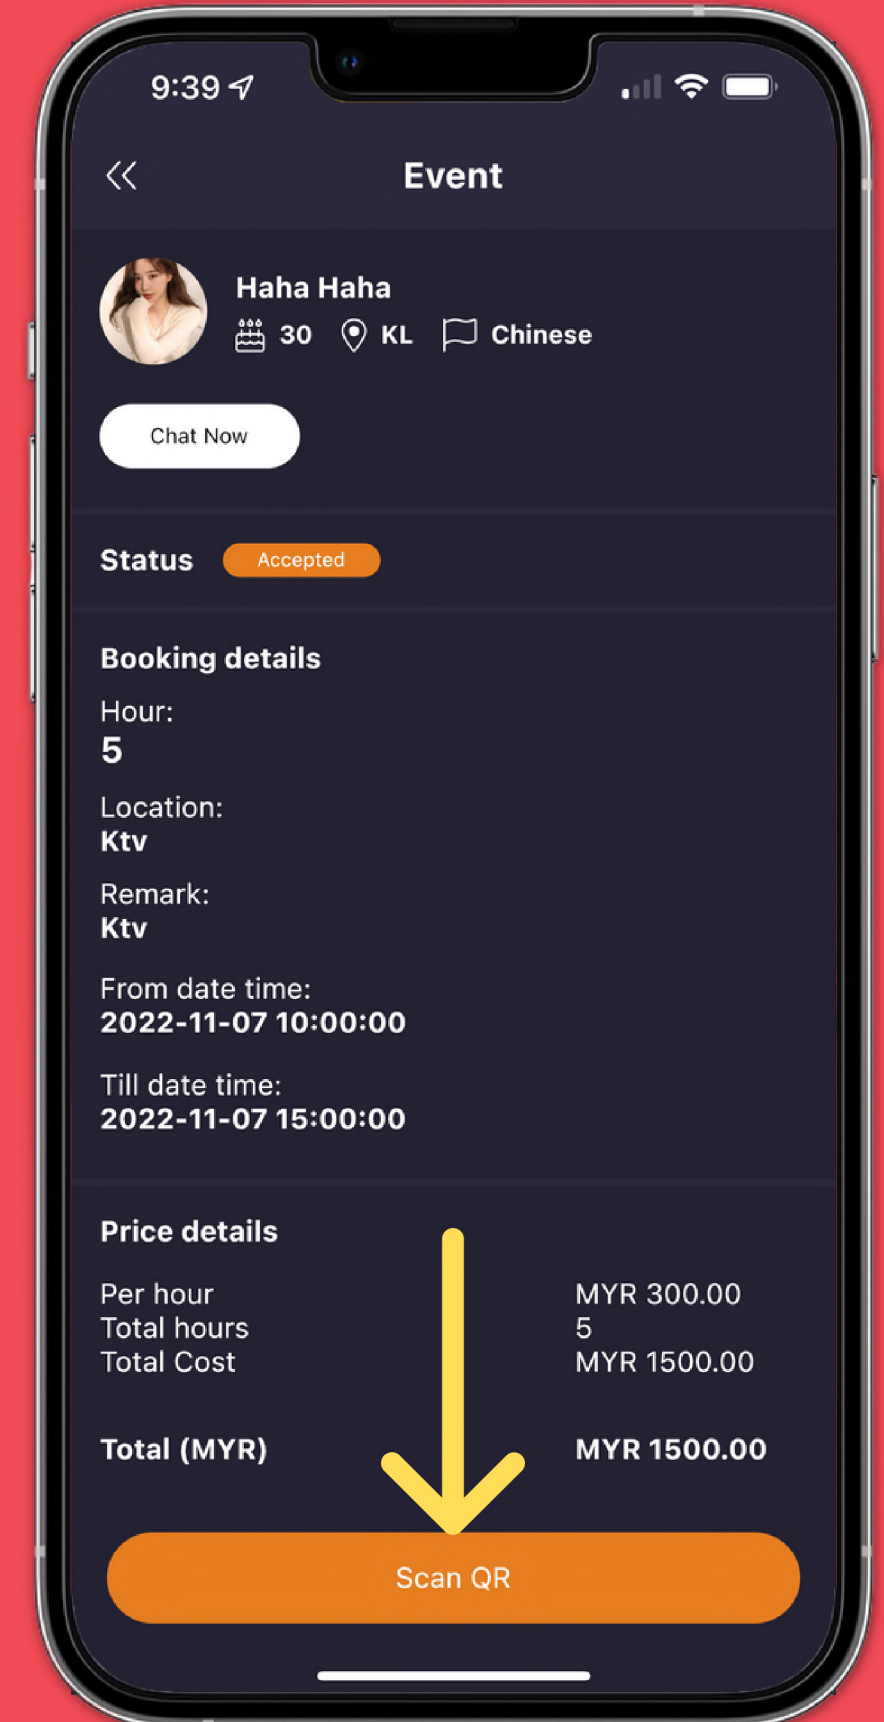 9:39
Event
Haha Haha
30 KL Chinese
Chat Now
Status Accepted
Booking details
Hour:
5
Location:
Ktv
Remark:
Ktv
From date time:
2022-11-07 10:00:00
Till date time:
2022-11-07 15:00:00
Price details
Per hour MYR 300.00
Total hours 5
Total Cost MYR 1500.00
Total (MYR) MYR 1500.00
Scan QR